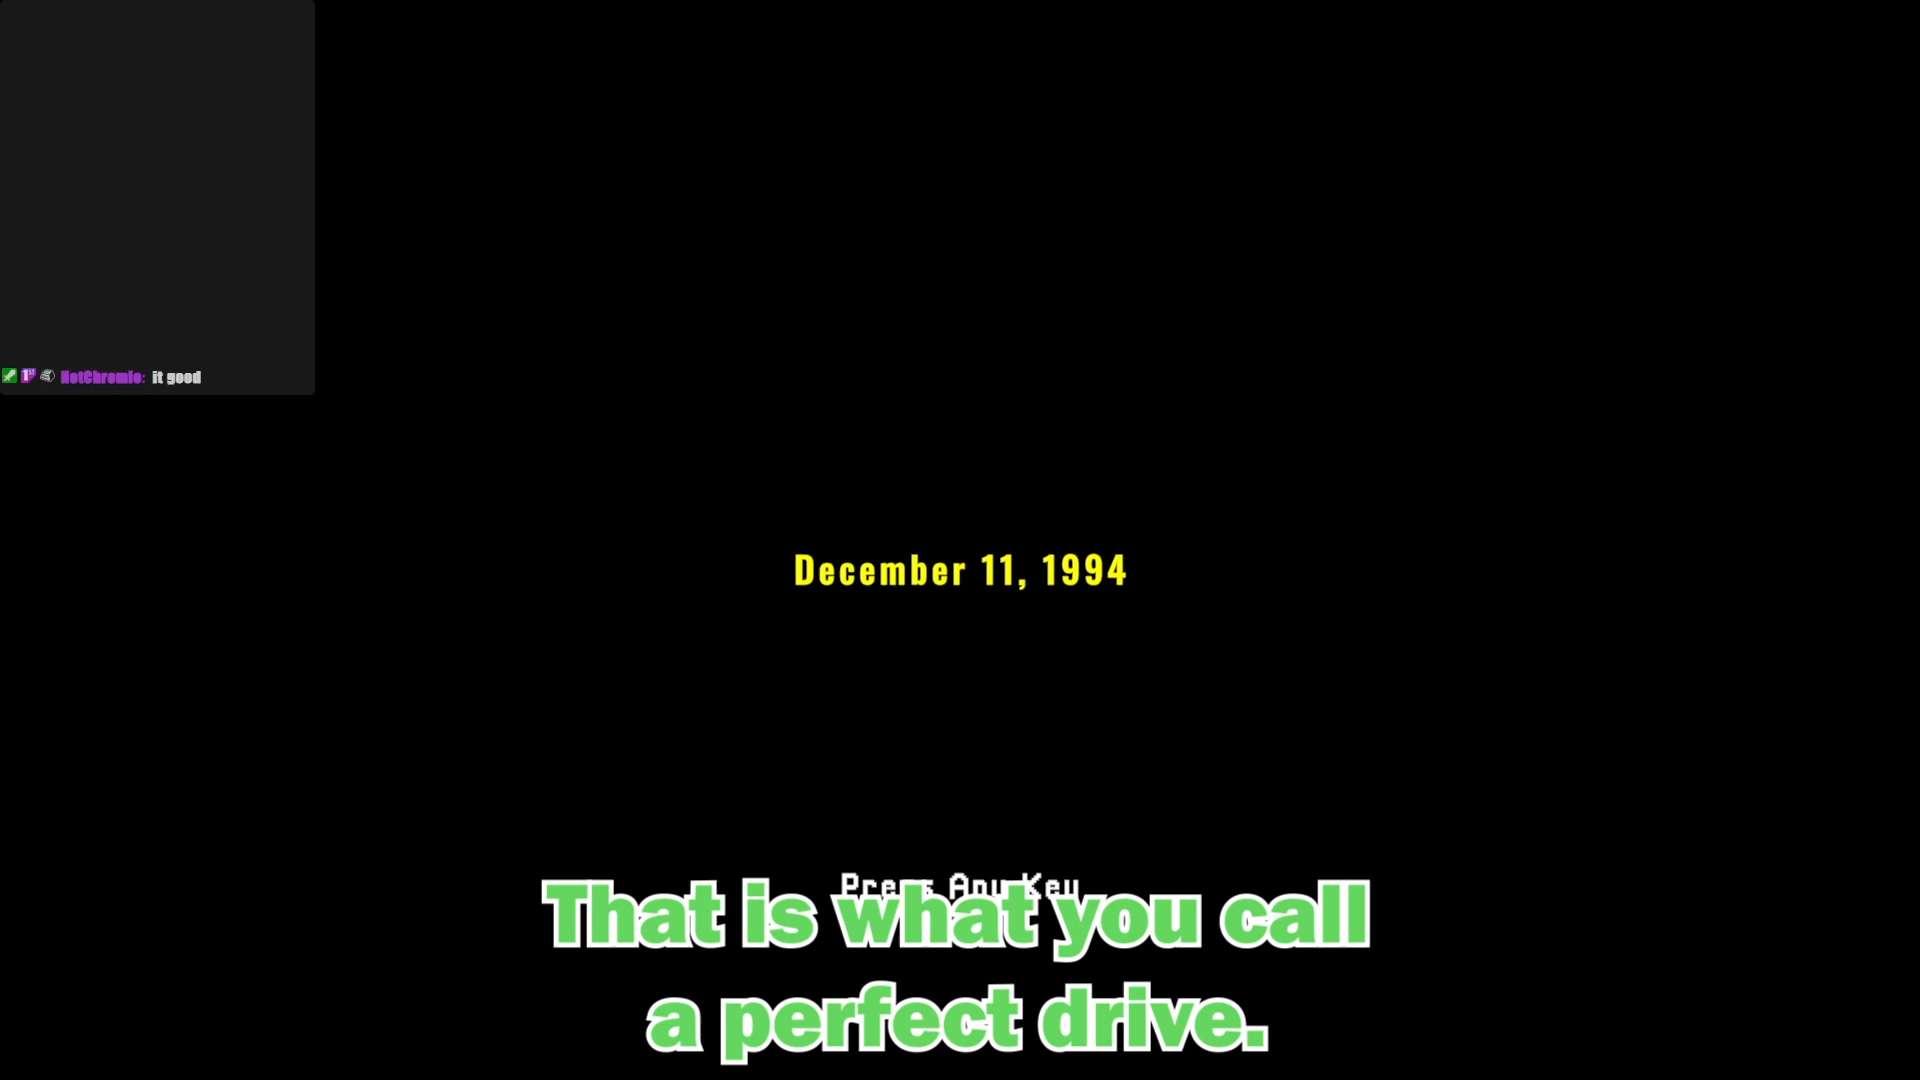 NotChromie: it good
December 11, 1994
Press Any Key
That is what you call
a perfect drive.